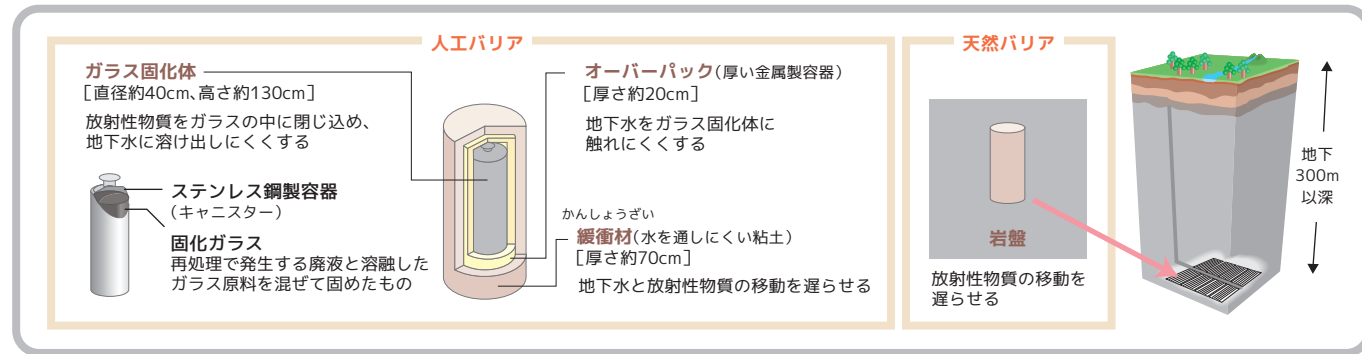 人工バリア
ガラス固化体
[直径約40cm、高さ約130cm]
放射性物質をガラスの中に閉じ込め、
地下水に溶け出しにくくする
ステンレス鋼製容器
(キャニスター)
固化ガラス
再処理で発生する廃液と溶融した
ガラス原料を混ぜて固めたもの
オーバーパック(厚い金属製容器)
[厚さ約20cm]
地下水をガラス固化体に
触れにくくする
かんしょうざい
緩衝材(水を通しにくい粘土)
[厚さ約70cm]
地下水と放射性物質の移動を遅らせる
天然バリア
岩盤
放射性物質の移動を
遅らせる
地下
300m
以深